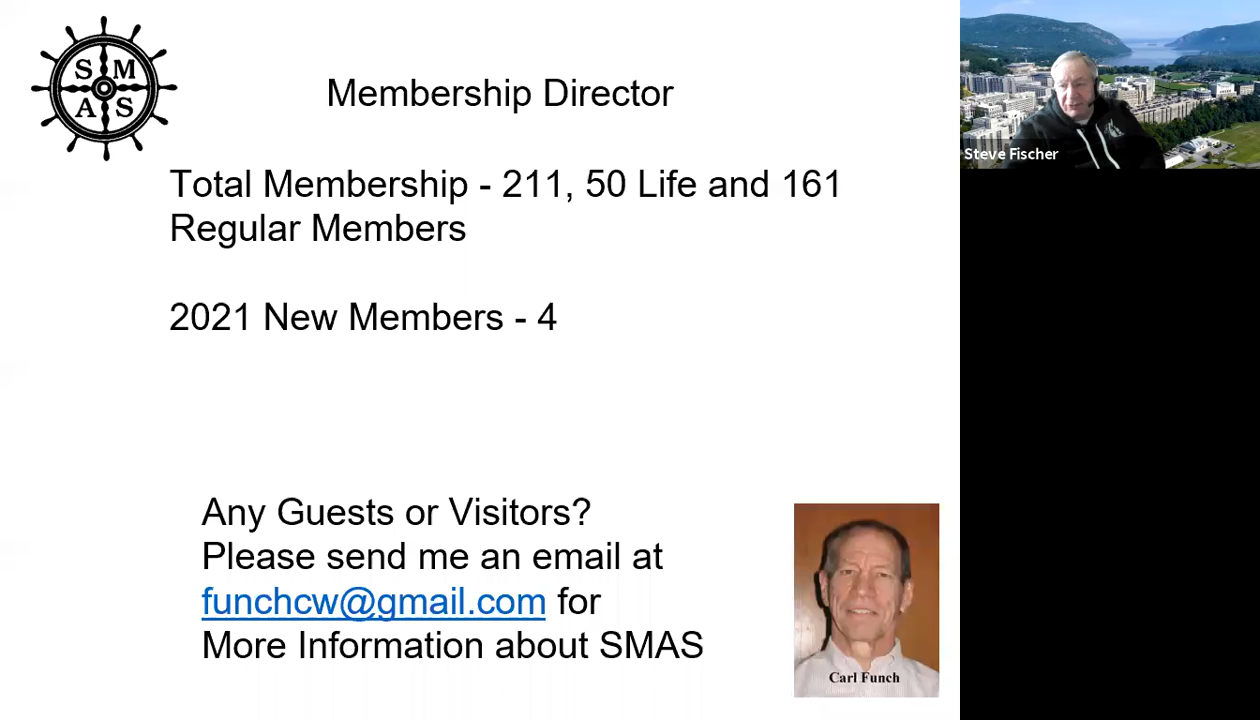 S M
A S
Membership Director
Steve Fischer
Total Membership - 211, 50 Life and 161
Regular Members
2021 New Members - 4
Any Guests or Visitors?
Please send me an email at
funchcw@gmail.com for
More Information about SMAS
Carl Funch